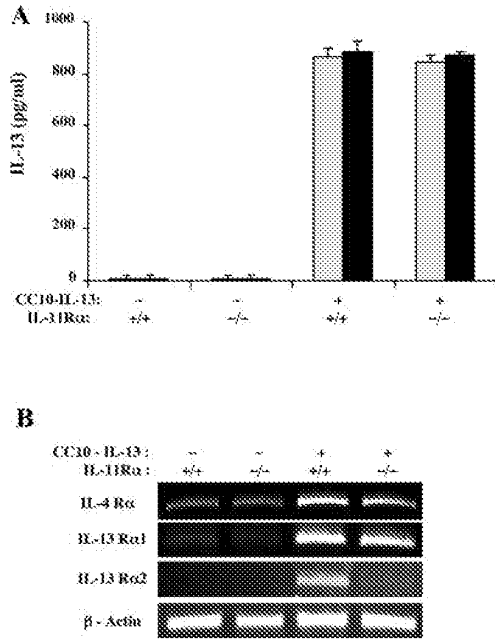 A
1000
800
600
400
200
0
IL-13 (pg/ml)
CC10-IL-13: - - + +
IL-11Rα: +/+ -/- +/+ -/-
B
CC10 - IL-13 : - - + +
IL-11Rα : +/+ -/- +/+ -/-
IL-4 Rα
IL-13 Rα1
IL-13 Rα2
β - Actin